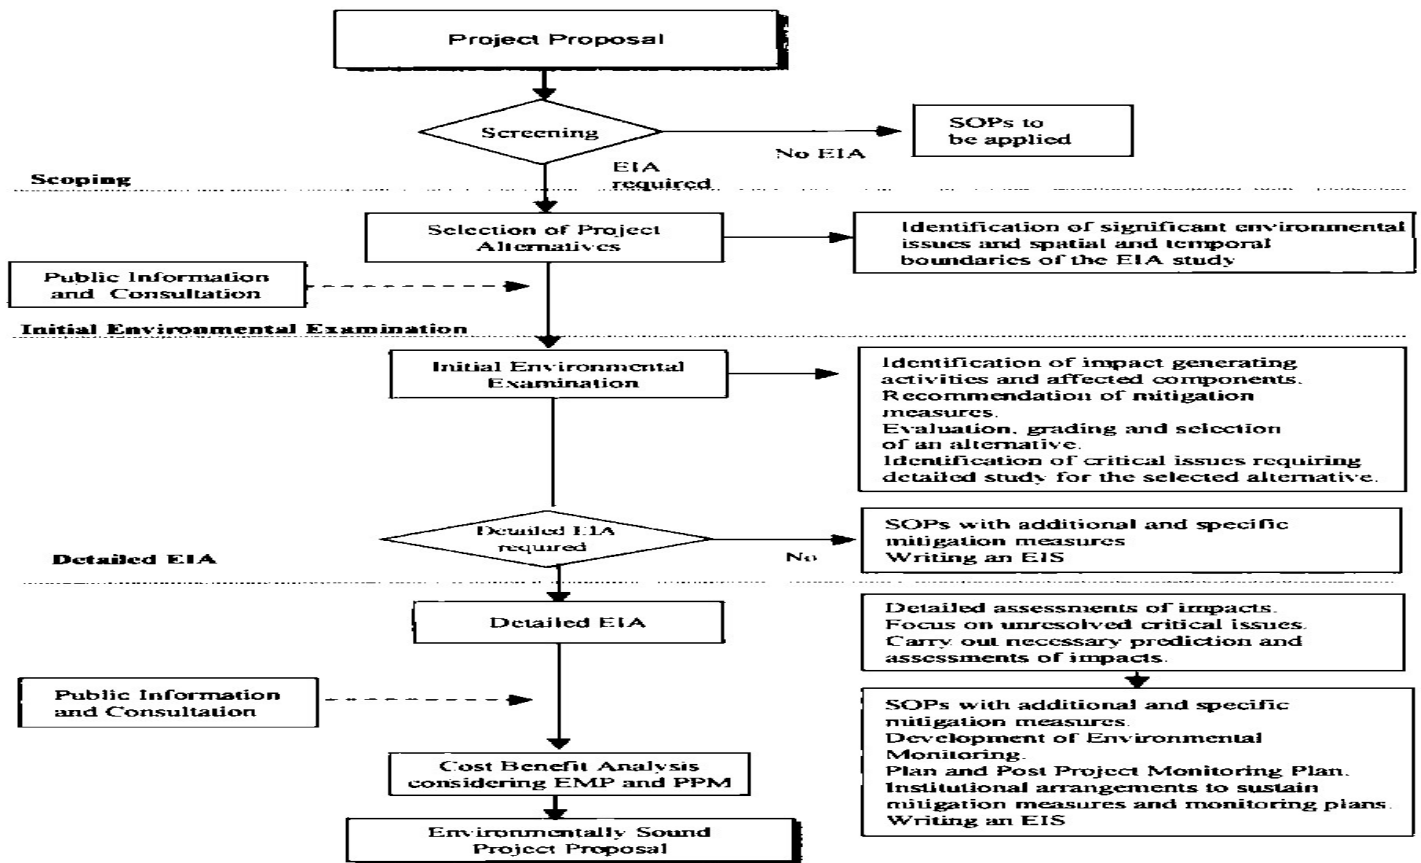 Project Proposal
Screening
SOPs to
be applied
No EIA
EIA
required
Scoping
Selection of Project
Alternatives
Identification of significant environmental
issues and spatial and temporal
boundaries of the EIA study
Public Information
and Consultation
Initial Environmental Examination
Initial Environmental
Examination
Identification of impact generating
activities and affected components.
Recommendation of mitigation
measures.
Evaluation, grading and selection
of an alternative.
Identification of critical issues requiring
detailed study for the selected alternative.
Detailed EIA
required
No
SOPs with additional and specific
mitigation measures
Writing an EIS
Detailed EIA
Detailed EIA
Detailed assessments of impacts.
Focus on unresolved critical issues.
Carry out necessary prediction and
assessments of impacts.
Public Information
and Consultation
SOPs with additional and specific
mitigation measures.
Development of Environmental
Monitoring.
Plan and Post Project Monitoring Plan.
Institutional arrangements to sustain
mitigation measures and monitoring plans.
Writing an EIS
Cost Benefit Analysis
considering EMP and PPM
Environmentally Sound
Project Proposal